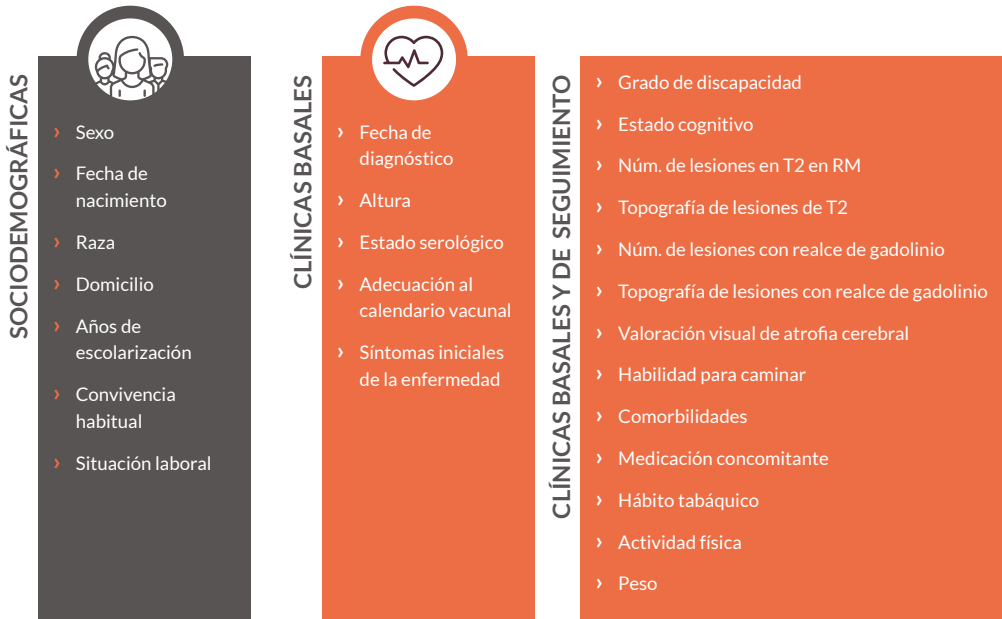 SOCIODEMOGRÁFICAS
› Sexo
› Fecha de
nacimiento
› Raza
› Domicilio
› Años de
escolarización
› Convivencia
habitual
› Situación laboral
CLÍNICAS BASALES
› Fecha de
diagnóstico
› Altura
› Estado serológico
› Adecuación al
calendario vacunal
› Síntomas iniciales
de la enfermedad
CLÍNICAS BASALES Y DE SEGUIMIENTO
› Grado de discapacidad
› Estado cognitivo
› Núm. de lesiones en T2 en RM
› Topografía de lesiones de T2
› Núm. de lesiones con realce de gadolinio
› Topografía de lesiones con realce de gadolinio
› Valoración visual de atrofia cerebral
› Habilidad para caminar
› Comorbilidades
› Medicación concomitante
› Hábito tabáquico
› Actividad física
› Peso